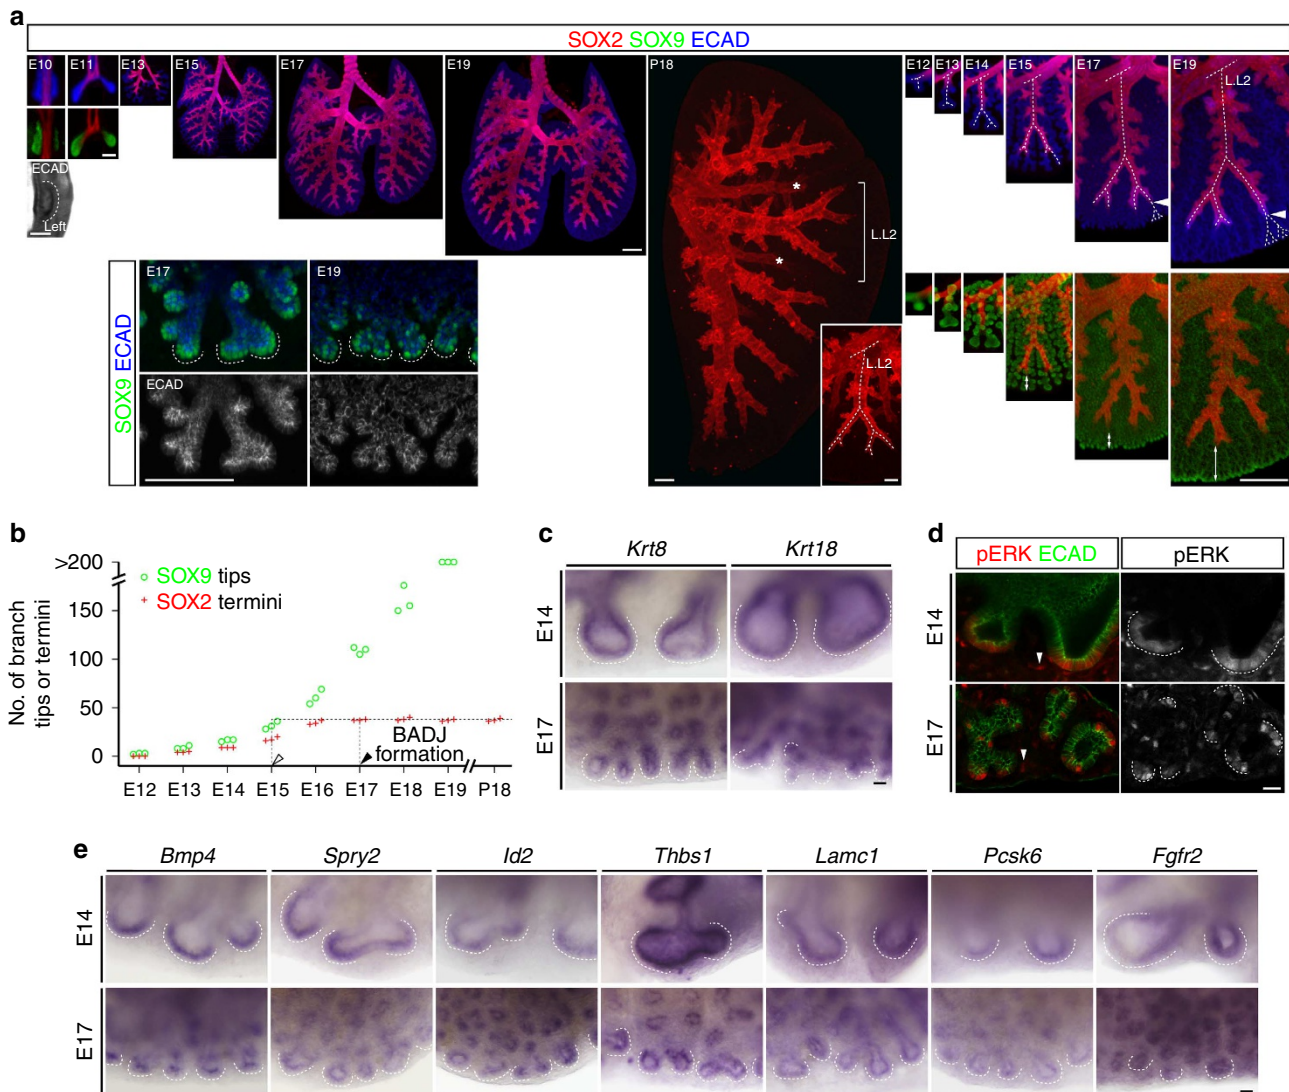 a
SOX2 SOX9 ECAD
E10
E11
E13
E15
E17
E19
P18
E12
E13
E14
E15
E17
E19
L.L2
ECAD
Left
L.L2
L.L2
SOX9 ECAD
E17
E19
ECAD
b
No. of branch
tips or termini
>200
150
100
50
0
SOX9 tips
SOX2 termini
BADJ
formation
E12 E13 E14 E15 E16 E17 E18 E19 P18
c
Krt8 Krt18
E14
E17
d
pERK ECAD pERK
E14
E17
e
Bmp4 Spry2 Id2 Thbs1 Lamc1 Pcsk6 Fgfr2
E14
E17